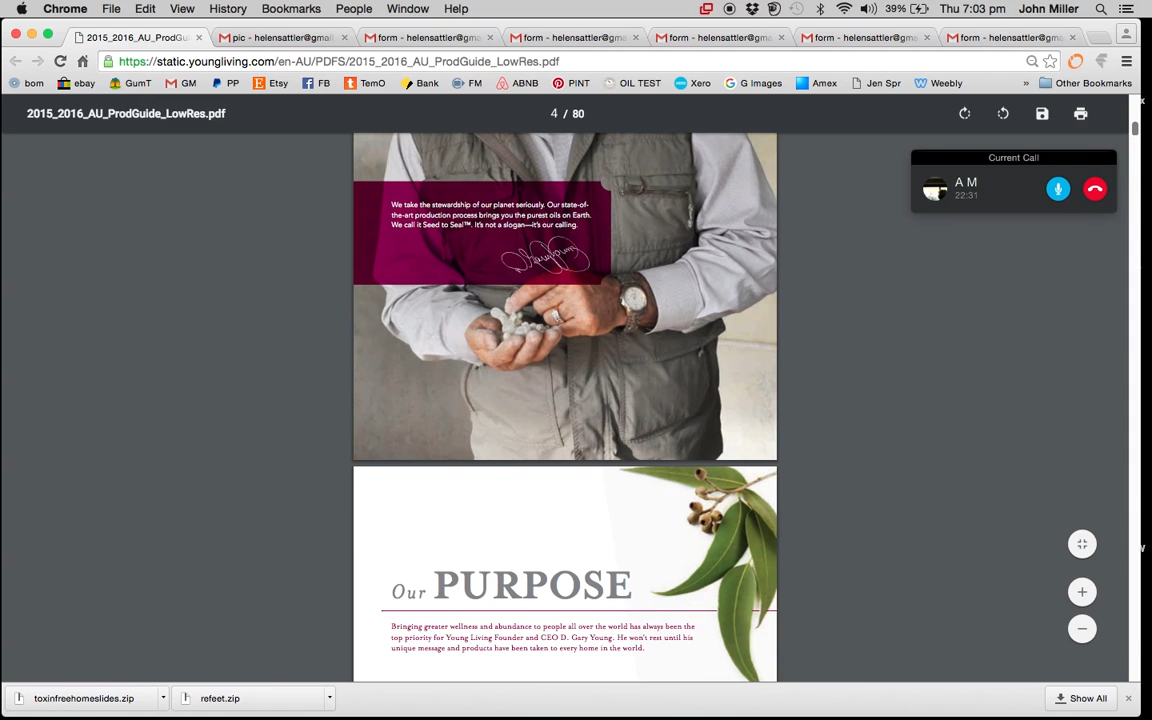 Chrome File Edit View History Bookmarks People Window Help 39% Thu 7:03 pm John Miller
2015_2016_AU_ProdGu pic - helensattler@gmail. form - helensattler@gma form - helensattler@gma form - helensattler@gma form - helensattler@gma form - helensattler@gma
https://static.youngliving.com/en-AU/PDFS/2015_2016_AU_ProdGuide_LowRes.pdf
bom ebay GumT GM PP Etsy FB TemO Bank FM ABNB PINT OIL TEST Xero G Images Amex Jen Spr Weebly » Other Bookmarks
2015_2016_AU_ProdGuide_LowRes.pdf 4 / 80
Current Call
A M
22:31
We take the stewardship of our planet seriously. Our state-of-
the-art production process brings you the purest oils on Earth.
We call it Seed to Seal™. It's not a slogan—it's our calling.
Our PURPOSE
Bringing greater wellness and abundance to people all over the world has always been the
top priority for Young Living Founder and CEO D. Gary Young. He won't rest until his
unique message and products have been taken to every home in the world.
toxinfreehomeslides.zip refeet.zip Show All